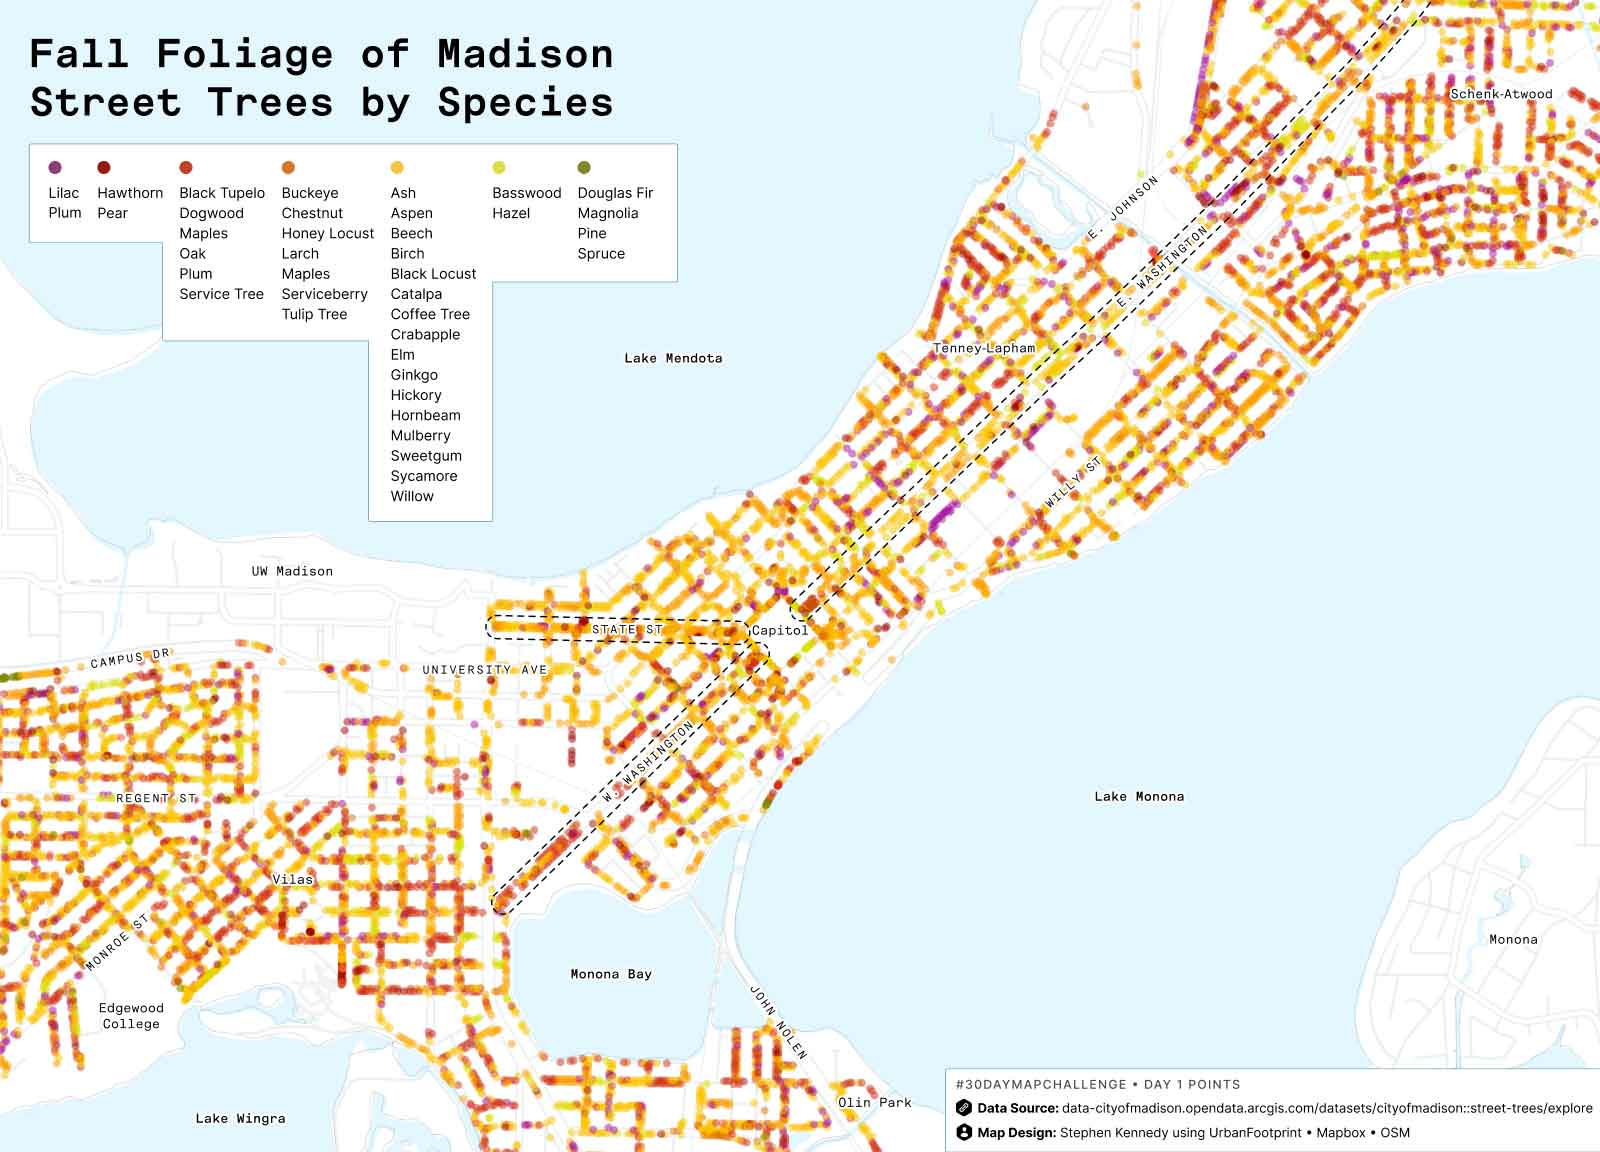 Fall Foliage of Madison
Street Trees by Species
Lilac
Plum
Hawthorn
Pear
Black Tupelo
Dogwood
Maples
Oak
Plum
Service Tree
Buckeye
Chestnut
Honey Locust
Larch
Maples
Serviceberry
Tulip Tree
Ash
Aspen
Beech
Birch
Black Locust
Catalpa
Coffee Tree
Crabapple
Elm
Ginkgo
Hickory
Hornbeam
Mulberry
Sweetgum
Sycamore
Willow
Basswood
Hazel
Douglas Fir
Magnolia
Pine
Spruce
Schenk-Atwood
E. JOHNSON
E. WASHINGTON
Tenney-Lapham
Lake Mendota
WILLY ST
UW Madison
STATE ST
Capitol
CAMPUS DR
UNIVERSITY AVE
W. WASHINGTON
REGENT ST
Lake Monona
Vilas
MONROE ST
Monona
Monona Bay
Edgewood
College
JOHN NOLEN
Olin Park
Lake Wingra
#30DAYMAPCHALLENGE • DAY 1 POINTS
Data Source: data-cityofmadison.opendata.arcgis.com/datasets/cityofmadison::street-trees/explore
Map Design: Stephen Kennedy using UrbanFootprint • Mapbox • OSM